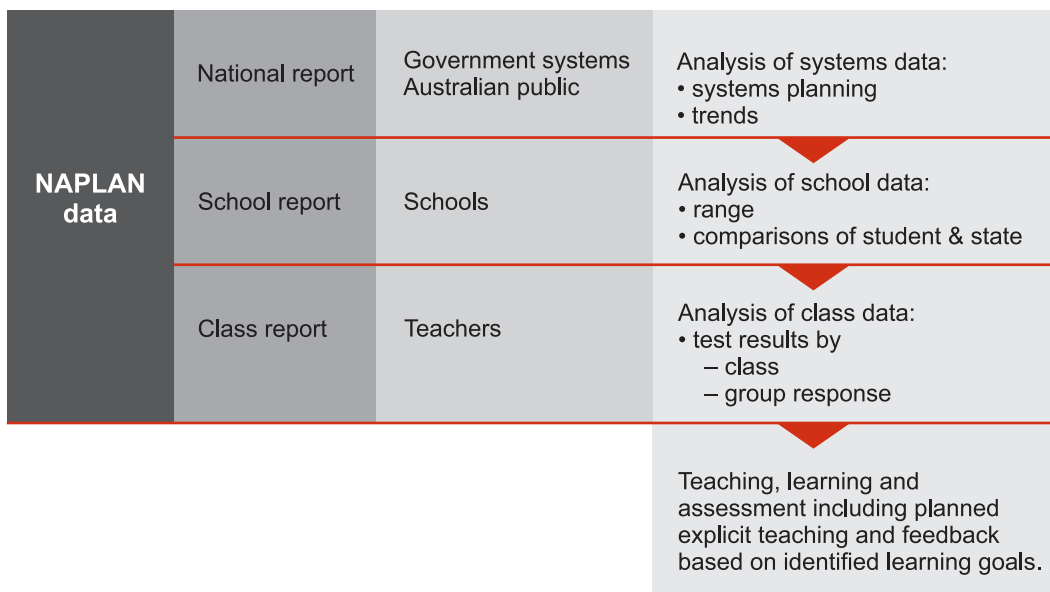 NAPLAN
data
National report
Government systems
Australian public
Analysis of systems data:
• systems planning
• trends
School report
Schools
Analysis of school data:
• range
• comparisons of student & state
Class report
Teachers
Analysis of class data:
• test results by
– class
– group response
Teaching, learning and
assessment including planned
explicit teaching and feedback
based on identified learning goals.